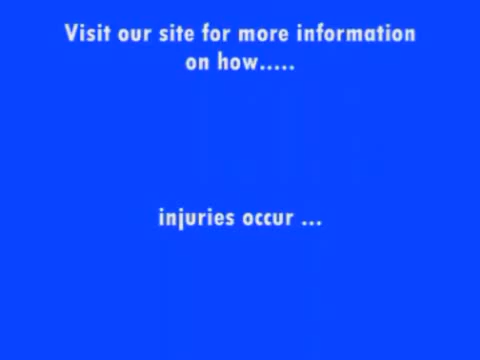 Visit our site for more information
on how.....
injuries occur ...